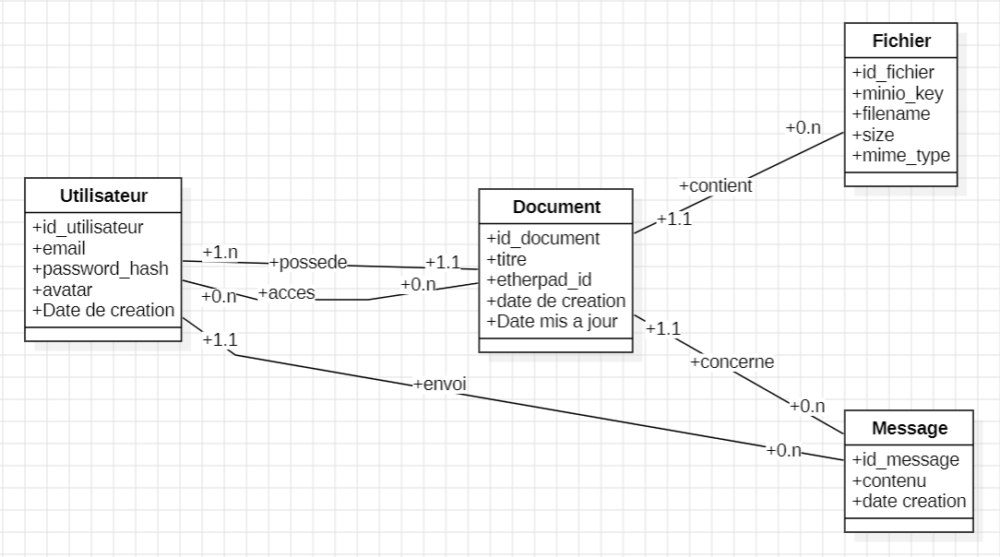 Fichier
+id_fichier
+minio_key
+filename
+size
+mime_type
+0.n
+contient
+1.1
Utilisateur
+id_utilisateur
+email
+password_hash
+avatar
+Date de creation
+1.n
+possede
+1.1
+0.n
+acces
+0.n
+1.1
+envoi
+0.n
Document
+id_document
+titre
+etherpad_id
+date de creation
+Date mis a jour
+1.1
+concerne
+0.n
Message
+id_message
+contenu
+date creation